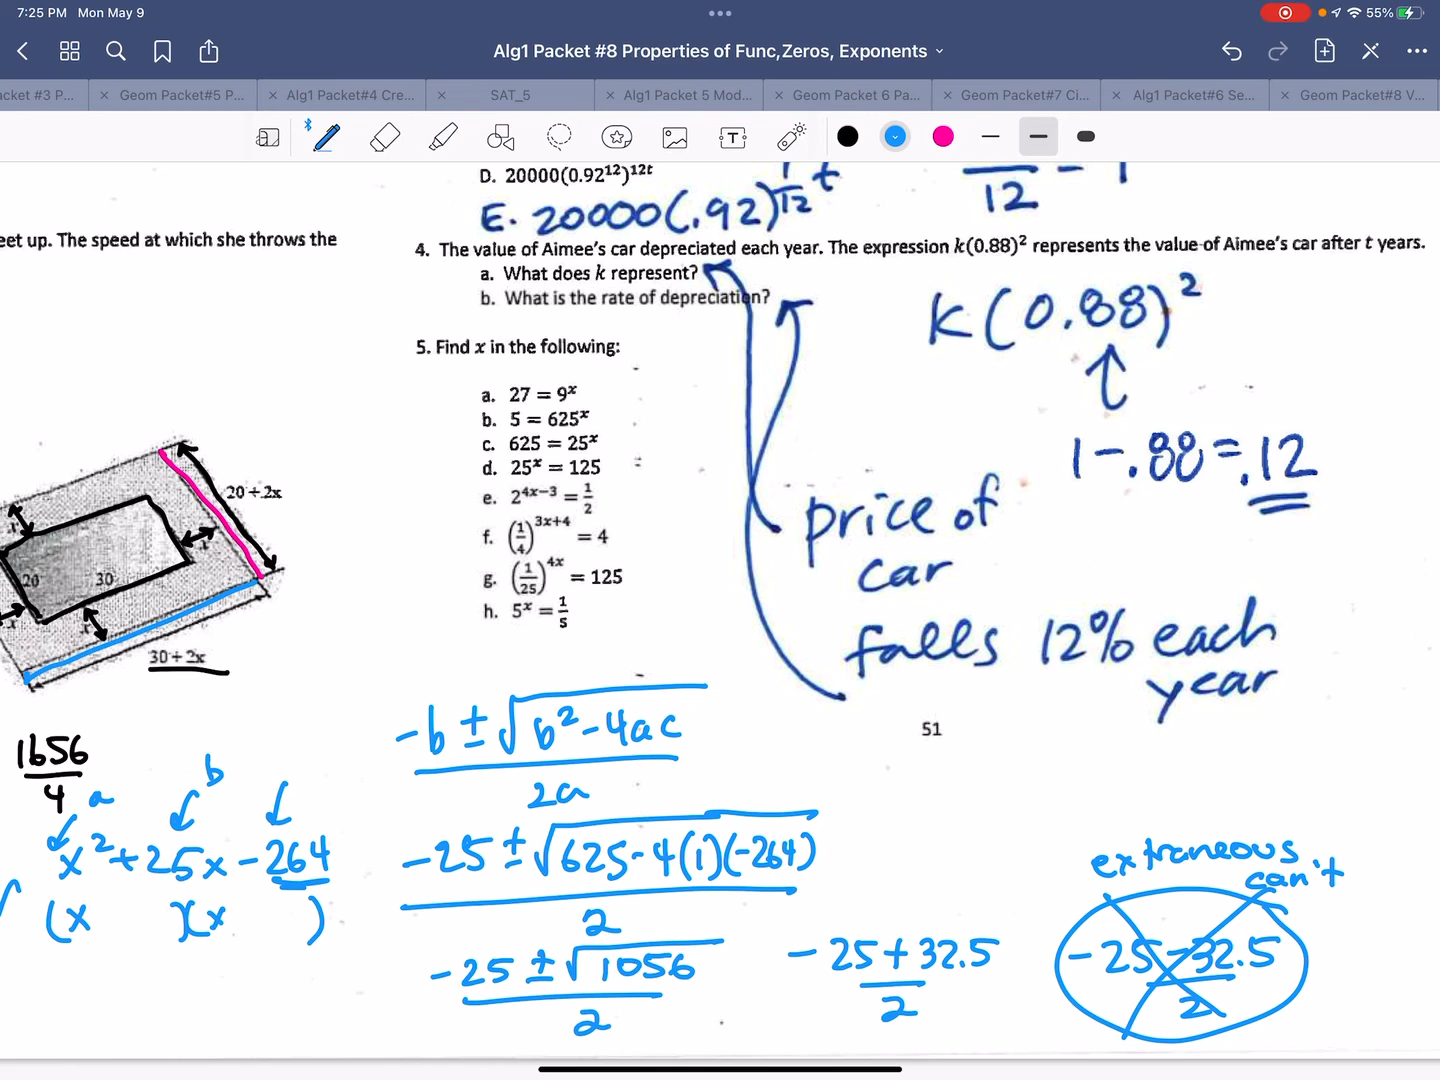 7:25 PM Mon May 9
55%
Alg1 Packet #8 Properties of Func,Zeros, Exponents
acket #3 P...
Geom Packet#5 P...
Alg1 Packet#4 Cre...
SAT_5
Alg1 Packet 5 Mod...
Geom Packet 6 Pa...
Geom Packet#7 Ci...
Alg1 Packet#6 Se...
Geom Packet#8 V...
D. 20000(0.92¹²)¹²ᵗ
E. 20000(.92)^(1/12 t)
12
eet up. The speed at which she throws the
4. The value of Aimee's car depreciated each year. The expression k(0.88)² represents the value of Aimee's car after t years.
a. What does k represent?
b. What is the rate of depreciation?
K(0.88)²
1-.88=.12
5. Find x in the following:
a. 27 = 9ˣ
b. 5 = 625ˣ
c. 625 = 25ˣ
d. 25ˣ = 125
e. 2⁴ˣ⁻³ = 1/2
f. (1/4)³ˣ⁺⁴ = 4
g. (1/25)⁴ˣ = 125
h. 5ˣ = 1/5
price of
car
falls 12% each
year
20+2x
20
30
x
30+2x
51
1656
4
a
b
x²+25x-264
(x )(x )
-b ± √b²-4ac
2a
-25 ± √625-4(1)(-264)
2
-25 ± √1056
2
-25+32.5
2
extraneous
can't
-25-32.5
2